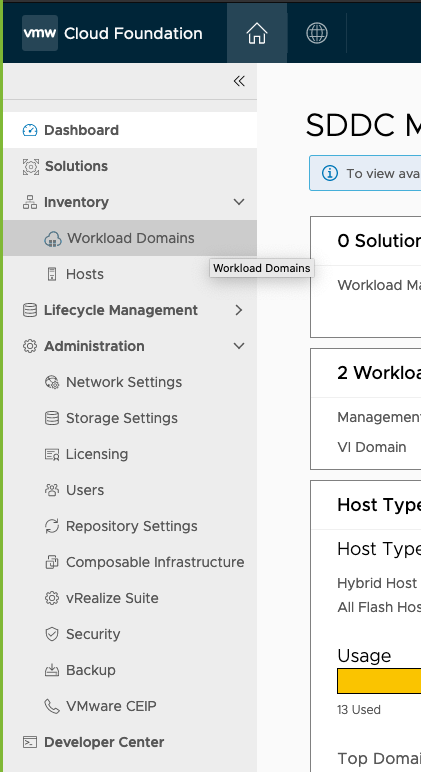 vmw Cloud Foundation
Dashboard
Solutions
Inventory
Workload Domains
Hosts
Workload Domains
Lifecycle Management
Administration
Network Settings
Storage Settings
Licensing
Users
Repository Settings
Composable Infrastructure
vRealize Suite
Security
Backup
VMware CEIP
Developer Center
SDDC M
To view ava
0 Solution
Workload Ma
2 Workloa
Management
VI Domain
Host Type
Host Type
Hybrid Host
All Flash Hos
Usage
13 Used
Top Domai